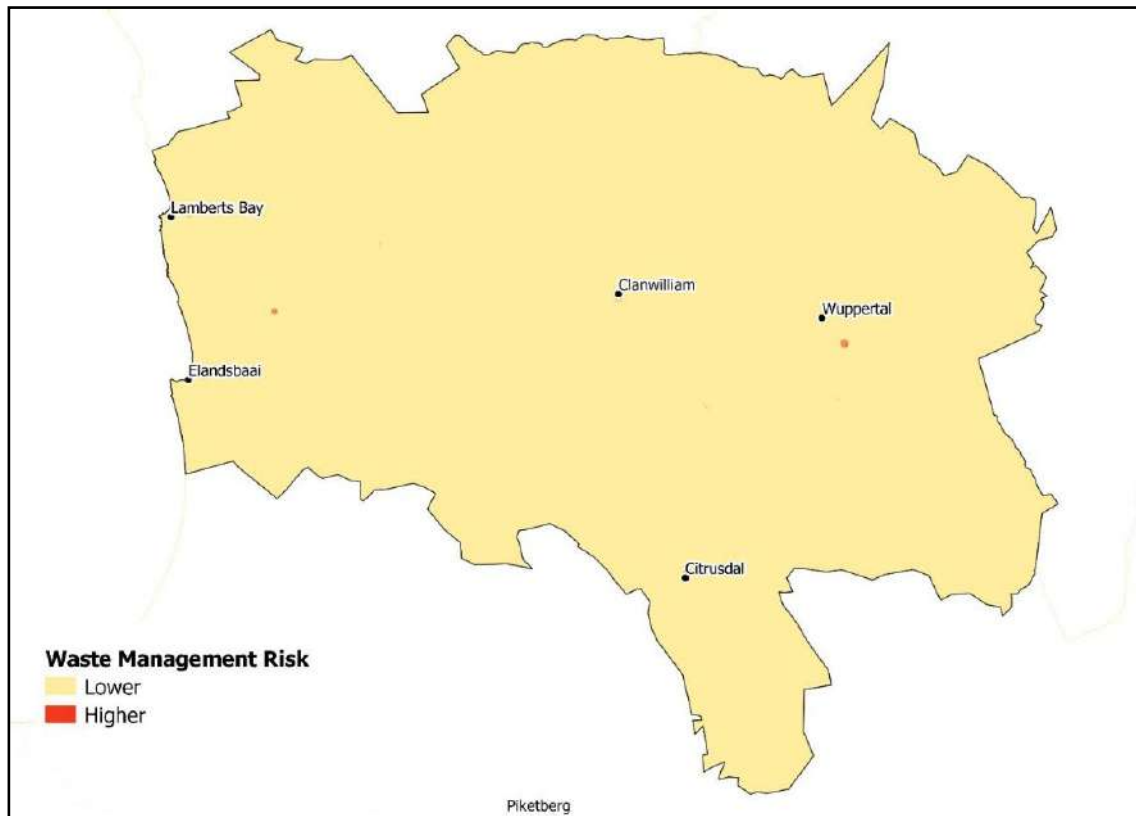 Lamberts Bay
Clanwilliam
Wuppertal
Elandsbaai
Citrusdal
Waste Management Risk
Lower
Higher
Piketberg